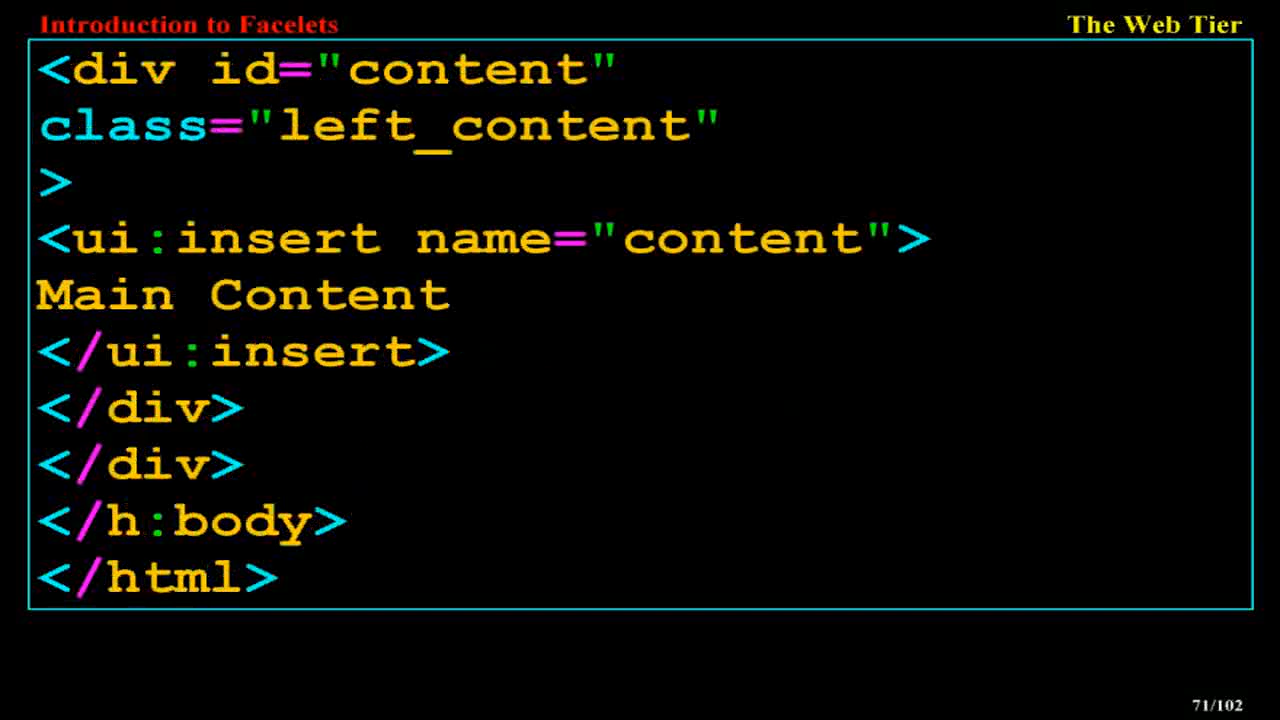 Introduction to Facelets
The Web Tier
<div id="content"
class="left_content"
>
<ui:insert name="content">
Main Content
</ui:insert>
</div>
</div>
</h:body>
</html>
71/102